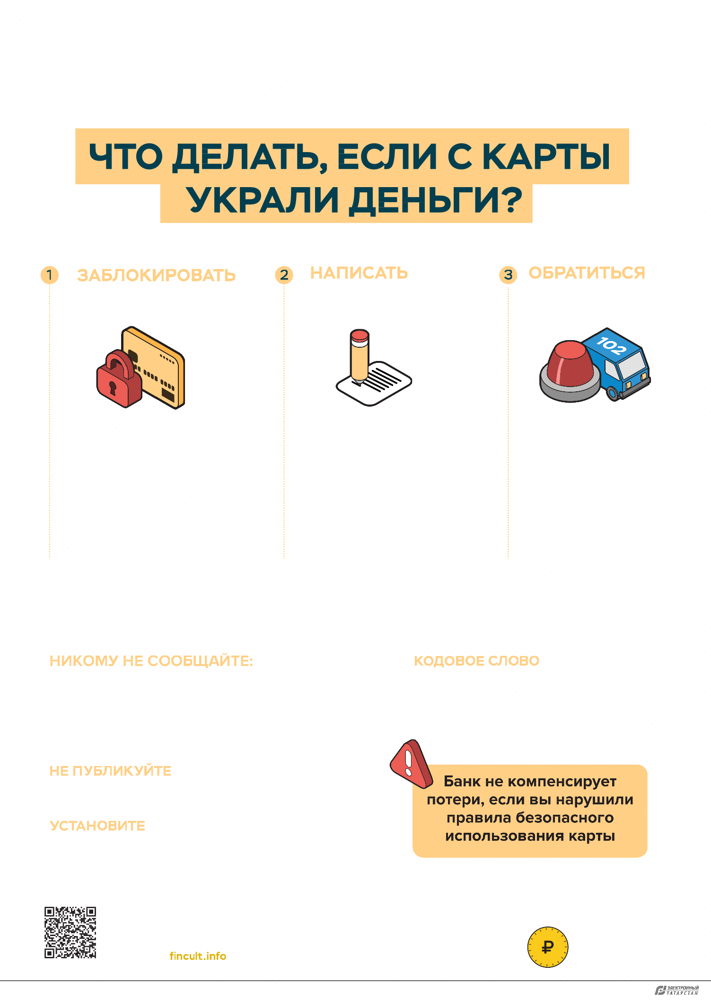 ЧТО ДЕЛАТЬ, ЕСЛИ С КАРТЫ
УКРАЛИ ДЕНЬГИ?
1 ЗАБЛОКИРОВАТЬ
2 НАПИСАТЬ
3 ОБРАТИТЬСЯ
102
НИКОМУ НЕ СООБЩАЙТЕ:
КОДОВОЕ СЛОВО
НЕ ПУБЛИКУЙТЕ
УСТАНОВИТЕ
Банк не компенсирует
потери, если вы нарушили
правила безопасного
использования карты
fincult.info
₽
ЭЛЕКТРОННЫЙ
ТАТАРСТАН